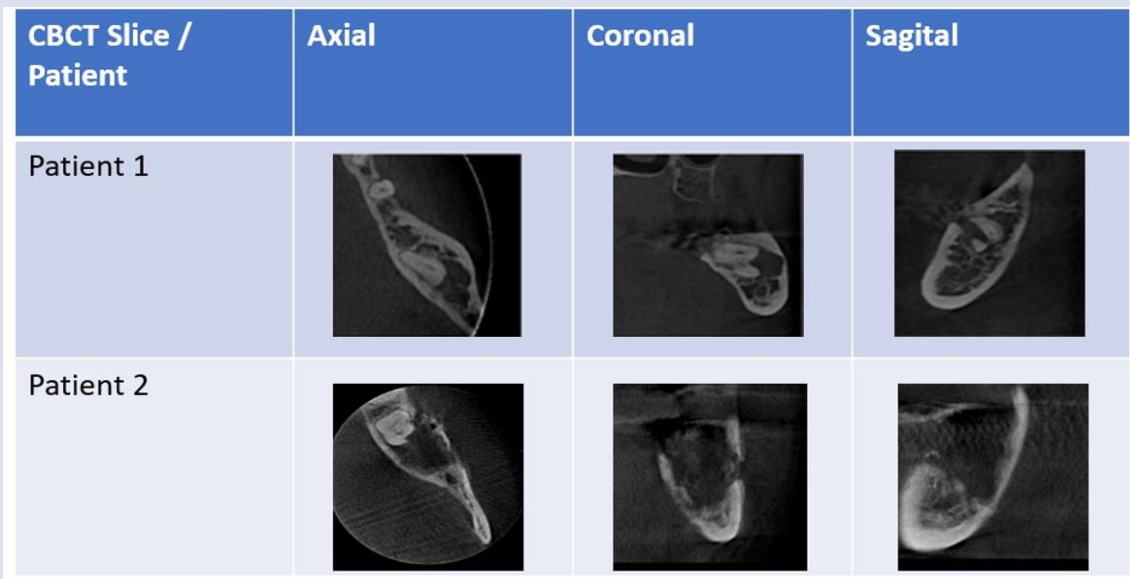 CBCT Slice /
Patient
Axial
Coronal
Sagital
Patient 1
Patient 2